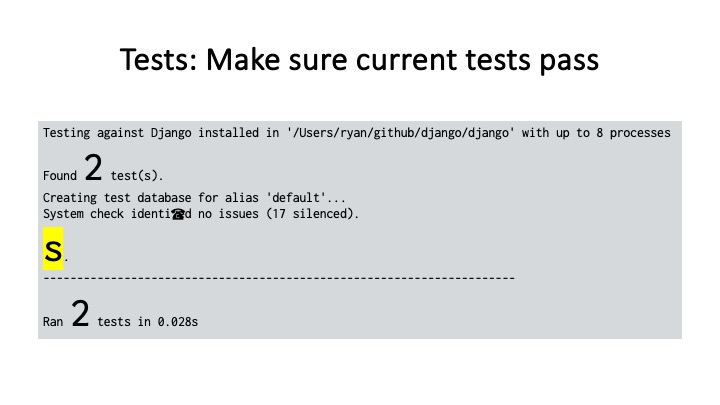 Tests: Make sure current tests pass
Testing against Django installed in '/Users/ryan/github/django/django' with up to 8 processes
Found 2 test(s).
Creating test database for alias 'default'...
System check identi☎d no issues (17 silenced).
s.
----------------------------------------------------------------------
Ran 2 tests in 0.028s